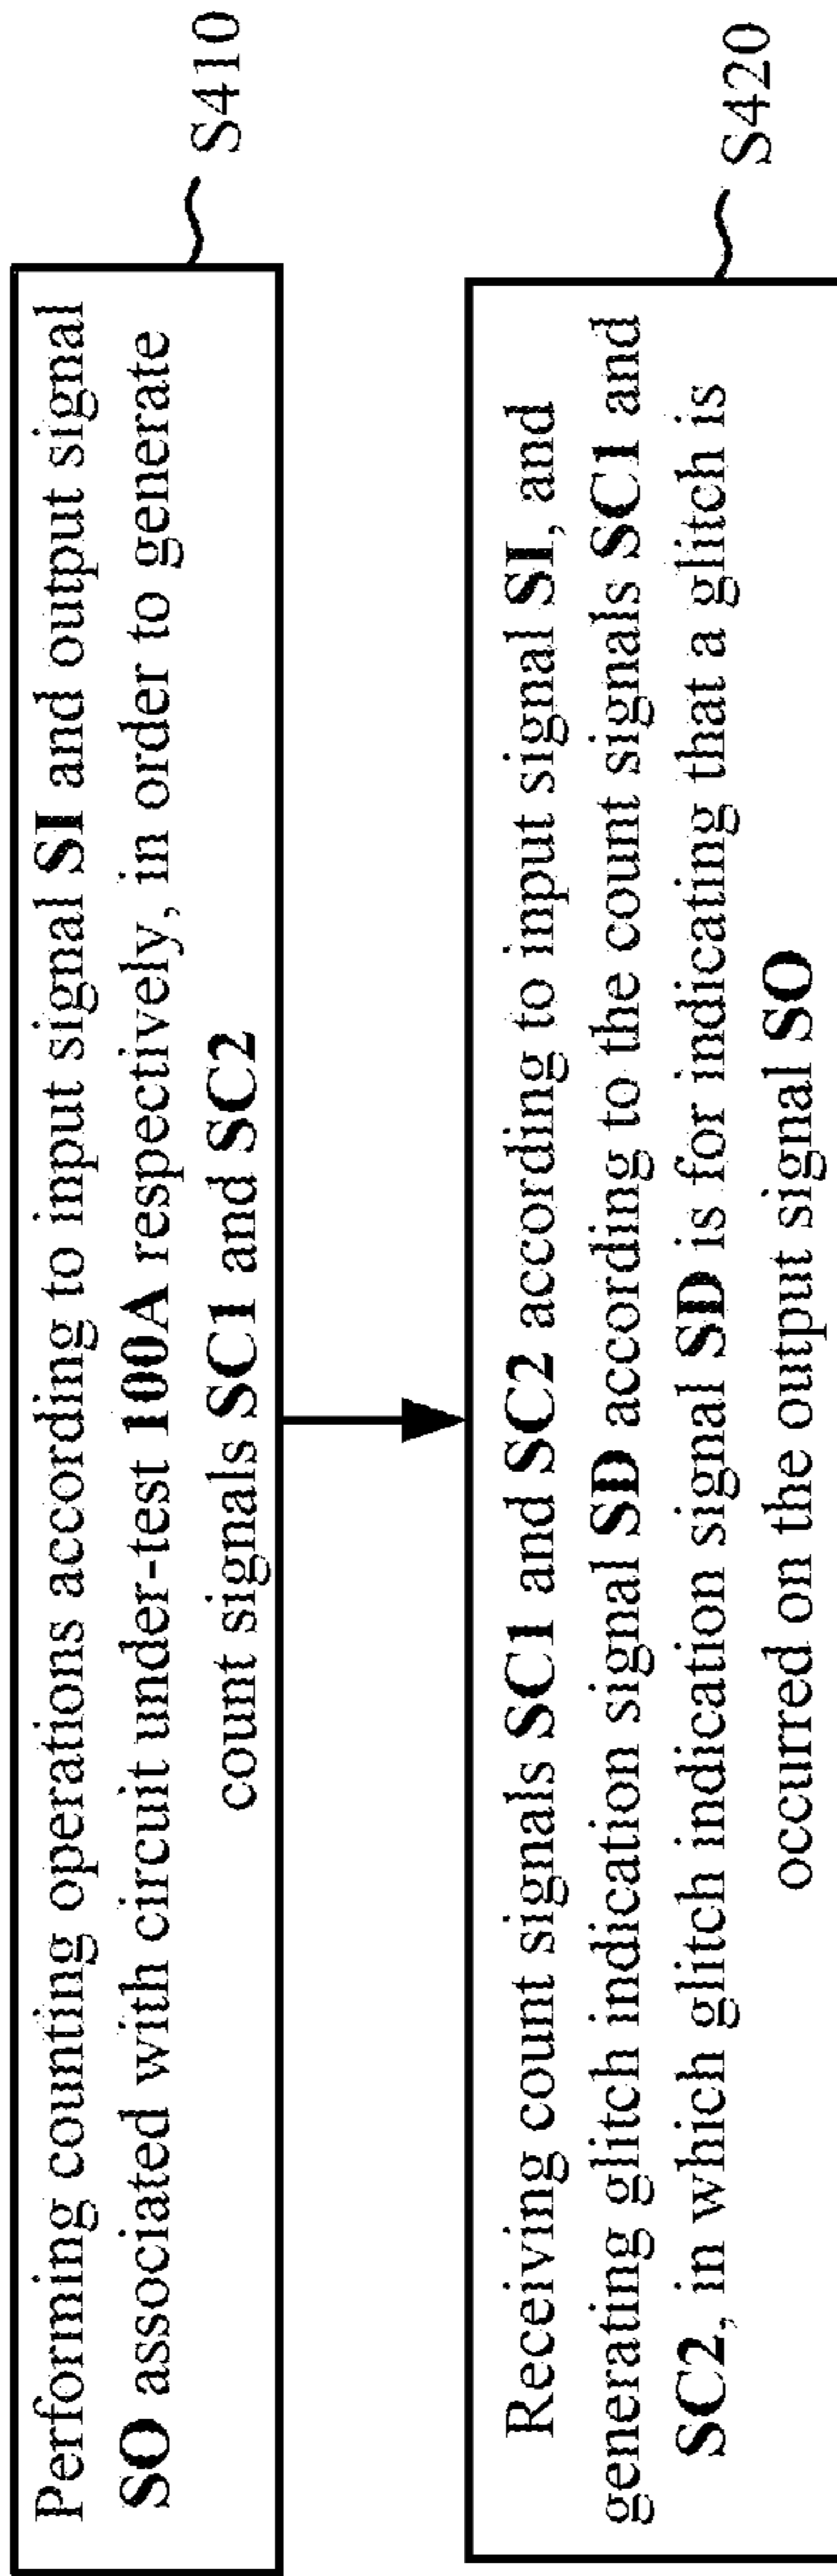 Performing counting operations according to input signal SI and output signal
SO associated with circuit under-test 100A respectively, in order to generate
count signals SC1 and SC2
S410
Receiving count signals SC1 and SC2 according to input signal SI, and
generating glitch indication signal SD according to the count signals SC1 and
SC2, in which glitch indication signal SD is for indicating that a glitch is
occurred on the output signal SO
S420